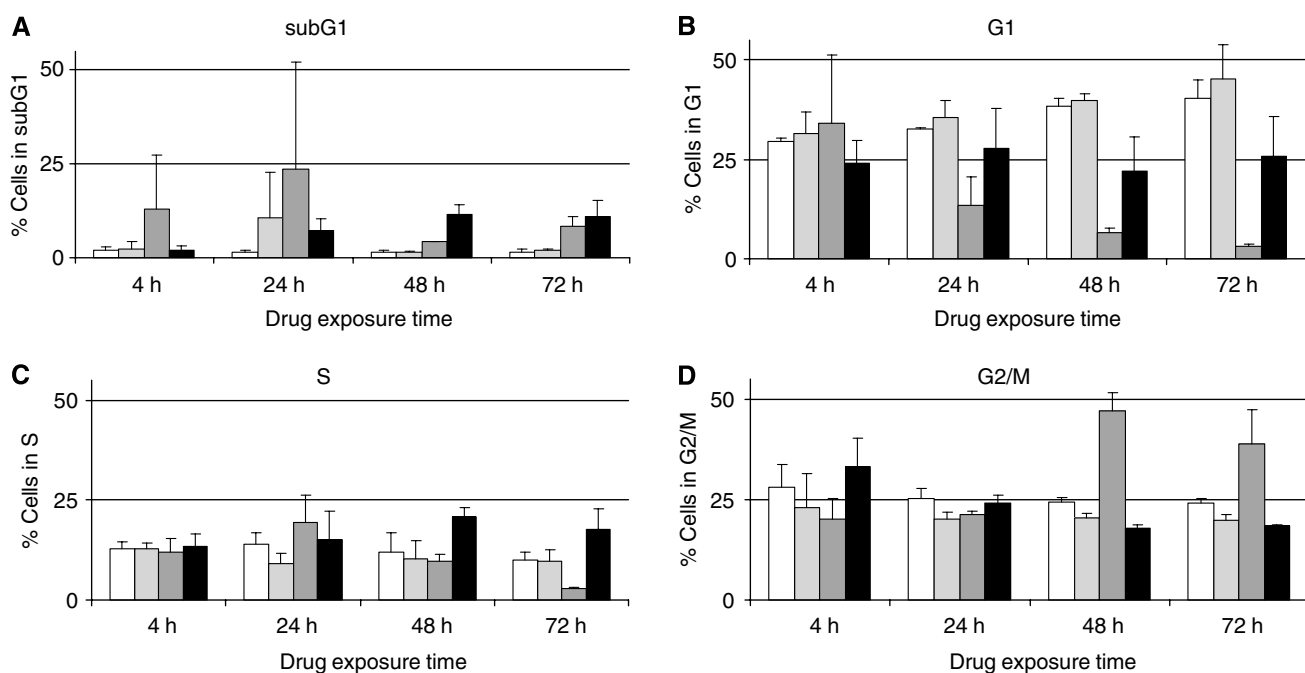 A
subG1
% Cells in subG1
50
25
0
4 h 24 h 48 h 72 h
Drug exposure time
B
G1
% Cells in G1
50
25
0
4 h 24 h 48 h 72 h
Drug exposure time
C
S
% Cells in S
50
25
0
4 h 24 h 48 h 72 h
Drug exposure time
D
G2/M
% Cells in G2/M
50
25
0
4 h 24 h 48 h 72 h
Drug exposure time